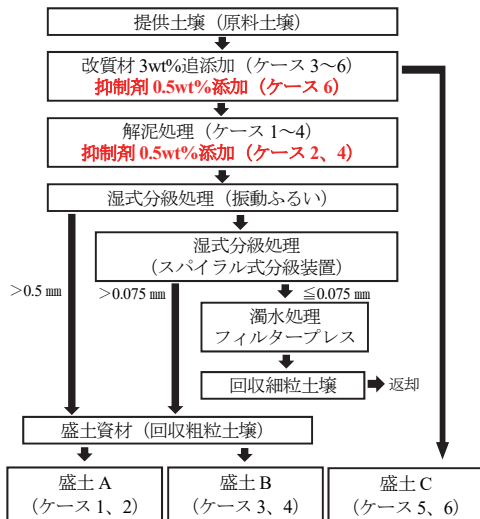 提供土壌（原料土壌）
改質材 3wt%追添加（ケース 3～6）
抑制剤 0.5wt%添加（ケース 6）
解泥処理（ケース 1～4）
抑制剤 0.5wt%添加（ケース 2、4）
湿式分級処理（振動ふるい）
湿式分級処理
（スパイラル式分級装置）
＞0.5 ㎜
＞0.075 ㎜
≦0.075 ㎜
濁水処理
フィルタープレス
回収細粒土壌
返却
盛土資材（回収粗粒土壌）
盛土 A
（ケース 1、2）
盛土 B
（ケース 3、4）
盛土 C
（ケース 5、6）